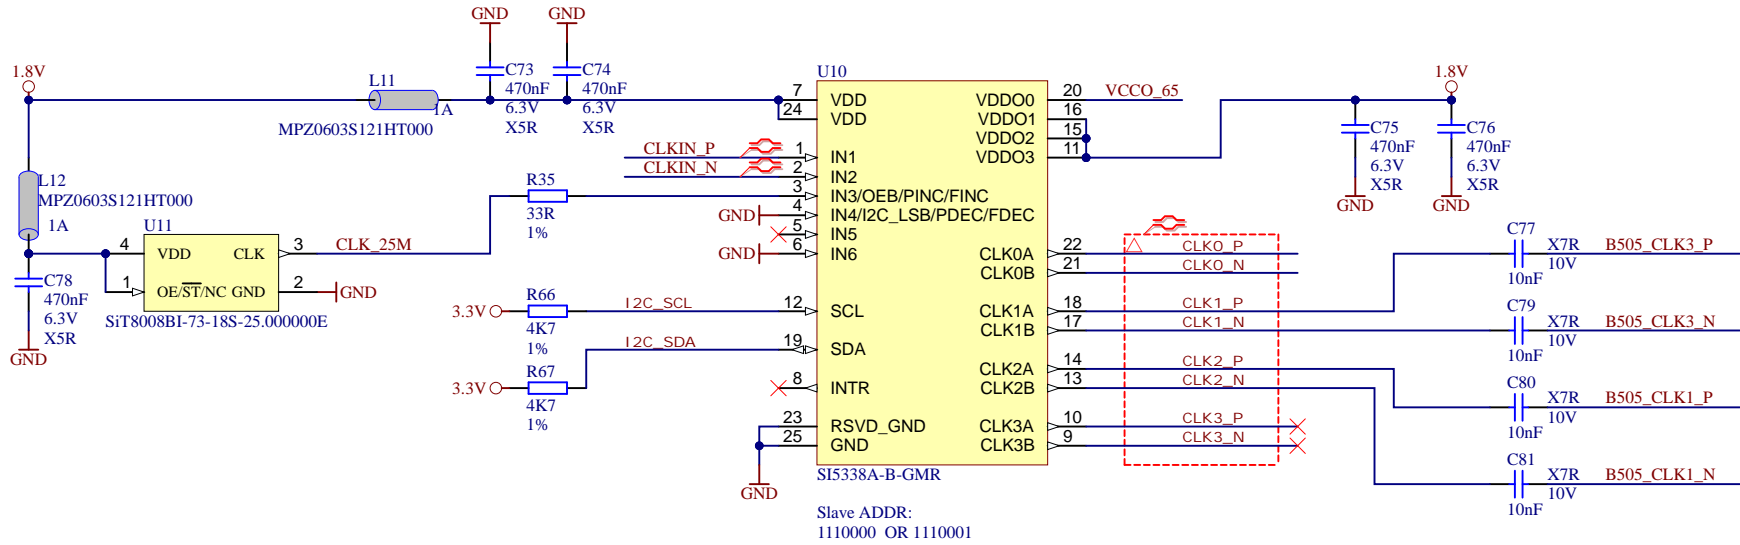 GND
GND
1.8V
L11
1A
MPZ0603S121HT000
C73
470nF
6.3V
X5R
C74
470nF
6.3V
X5R
L12
MPZ0603S121HT000
1A
U11
4
VDD
CLK
3
CLK_25M
1
OE/ST/NC
GND
2
GND
SiT8008BI-73-18S-25.000000E
C78
470nF
6.3V
X5R
GND
CLKIN_P
CLKIN_N
R35
33R
1%
GND
GND
3.3V
R66
4K7
1%
I2C_SCL
3.3V
R67
4K7
1%
I2C_SDA
U10
7
VDD
24
VDD
1
IN1
2
IN2
3
IN3/OEB/PINC/FINC
4
IN4/I2C_LSB/PDEC/FDEC
5
IN5
6
IN6
12
SCL
19
SDA
8
INTR
23
RSVD_GND
25
GND
GND
VDDO0
20
VCCO_65
VDDO1
16
VDDO2
15
VDDO3
11
CLK0A
22
CLK0_P
CLK0B
21
CLK0_N
CLK1A
18
CLK1_P
CLK1B
17
CLK1_N
CLK2A
14
CLK2_P
CLK2B
13
CLK2_N
CLK3A
10
CLK3_P
CLK3B
9
CLK3_N
SI5338A-B-GMR
Slave ADDR:
1110000  OR 1110001
1.8V
C75
470nF
6.3V
X5R
GND
C76
470nF
6.3V
X5R
GND
C77
10nF
X7R
10V
B505_CLK3_P
C79
10nF
X7R
10V
B505_CLK3_N
C80
10nF
X7R
10V
B505_CLK1_P
C81
10nF
X7R
10V
B505_CLK1_N